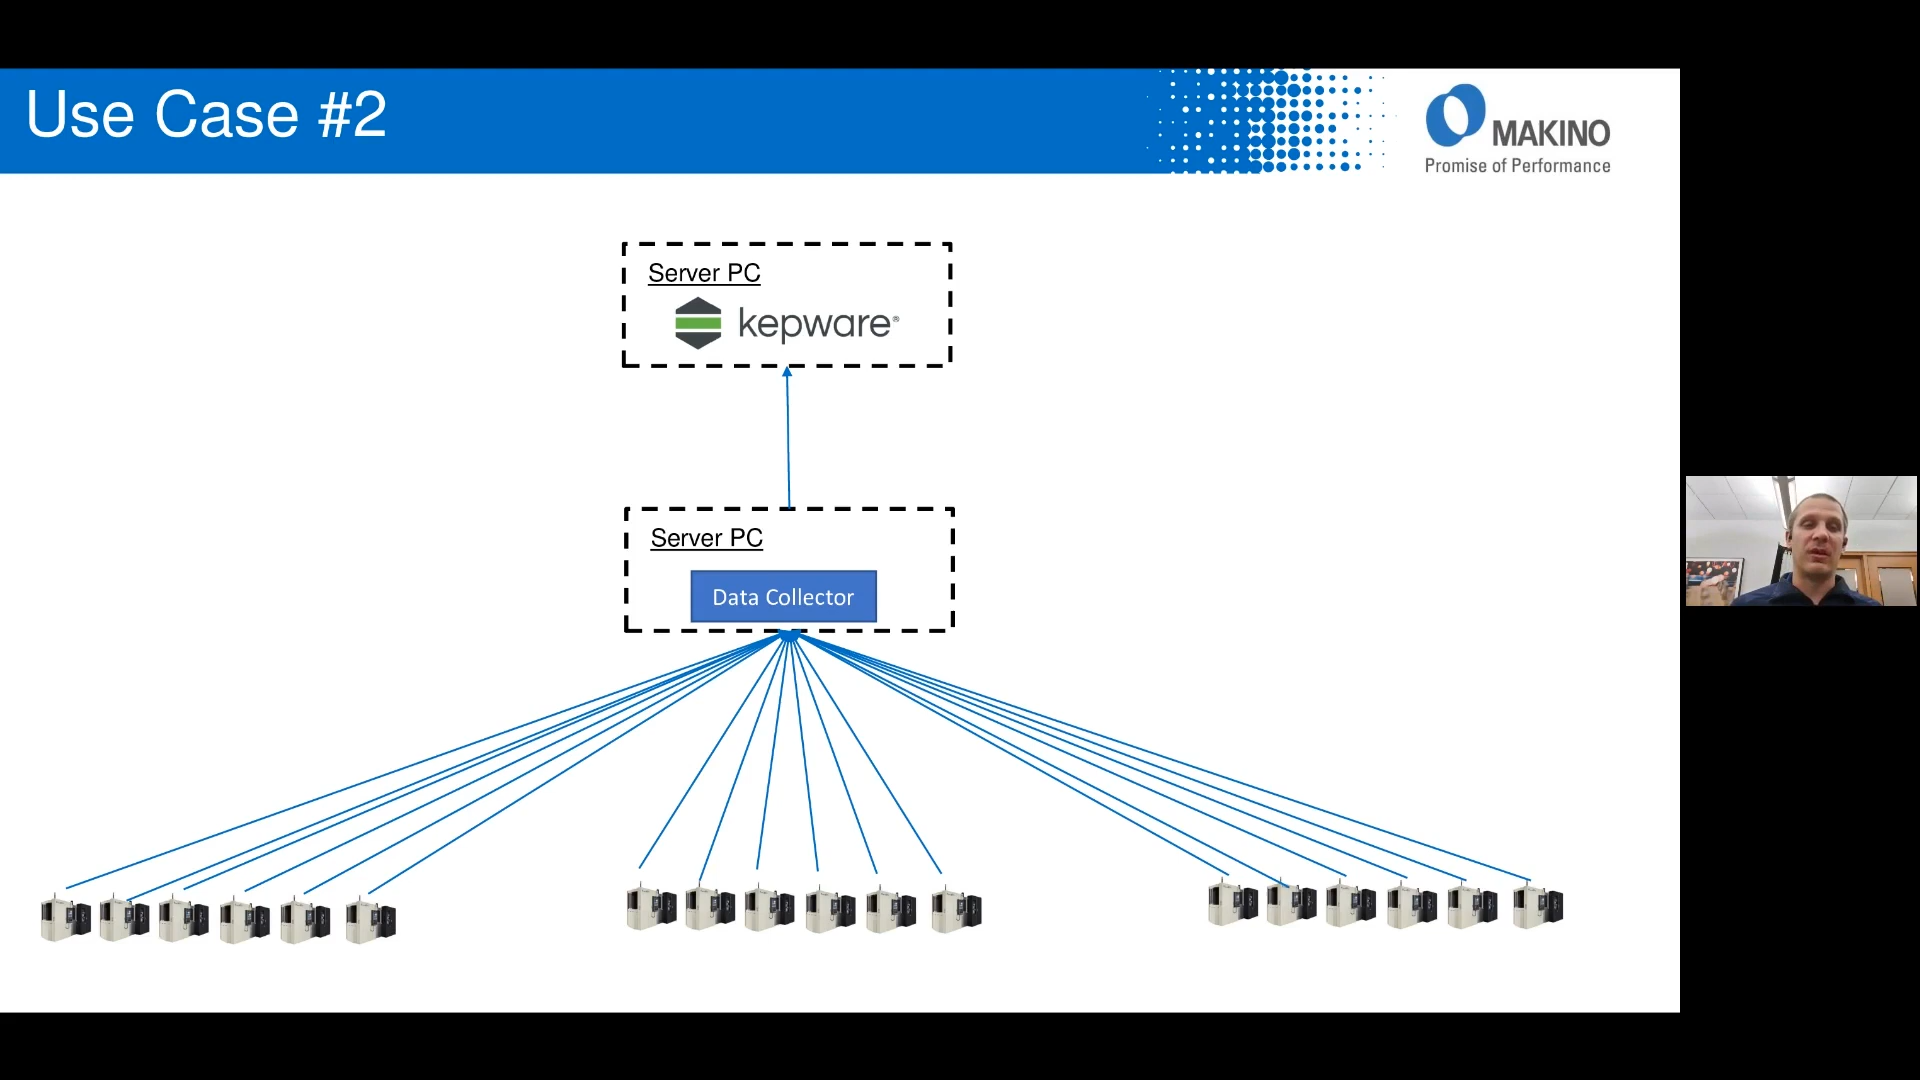 Use Case #2
MAKINO
Promise of Performance
Server PC
kepware®
Server PC
Data Collector